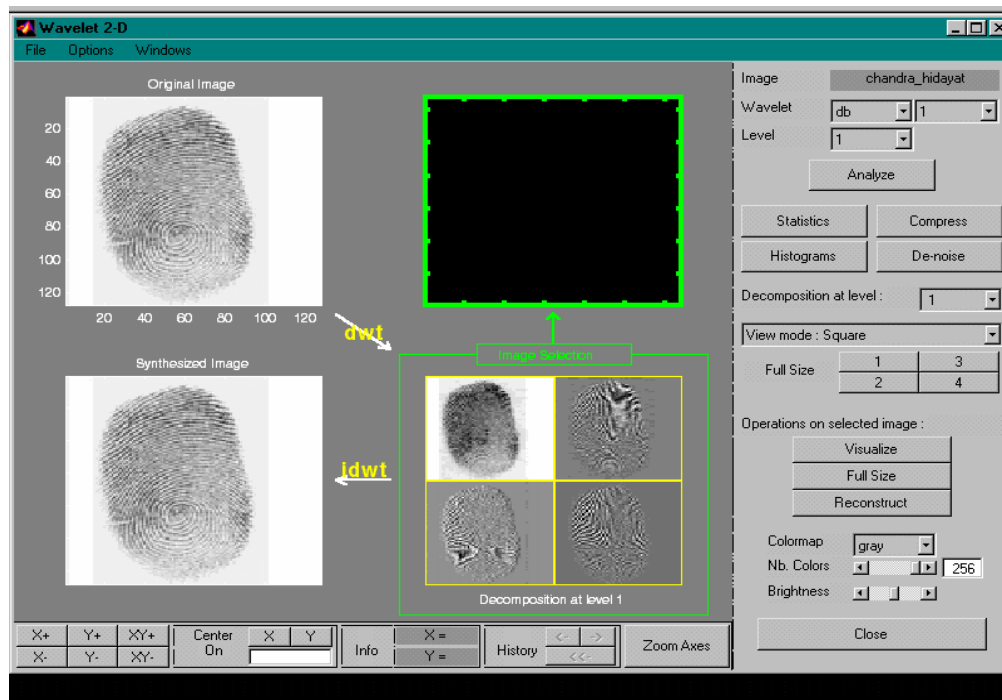 Wavelet 2-D
File Options Windows
Original Image
20
40
60
80
100
120
20 40 60 80 100 120
dwt
Image Selection
Synthesized Image
idwt
Decomposition at level 1
Image chandra_hidayat
Wavelet db 1
Level 1
Analyze
Statistics Compress
Histograms De-noise
Decomposition at level : 1
View mode : Square
Full Size 1 3
2 4
Operations on selected image :
Visualize
Full Size
Reconstruct
Colormap gray
Nb. Colors 256
Brightness
Close
X+ Y+ XY+ Center On X Y Info X = History <- -> Zoom Axes
X- Y- XY- Y = <<-